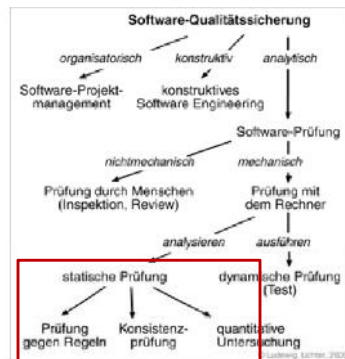 Software-Qualitätssicherung
organisatorisch konstruktiv analytisch
Software-Projekt-
management
konstruktives
Software Engineering
Software-Prüfung
nichtmechanisch mechanisch
Prüfung durch Menschen
(Inspektion, Review)
Prüfung mit
dem Rechner
analysieren ausführen
statische Prüfung
dynamische Prüfung
(Test)
Prüfung
gegen Regeln
Konsistenz-
prüfung
quantitative
Untersuchung
Ludewig, Lichter